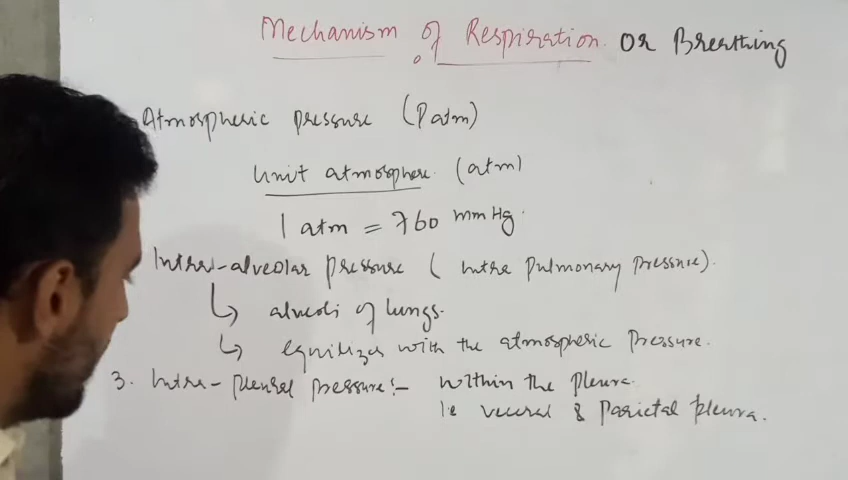 Mechanism of Respiration or Breathing
Atmospheric pressure (Patm)
Unit atmosphere (atm)
1 atm = 760 mmHg.
Intra-alveolar pressure ( intra pulmonary pressure).
↳ alveoli of lungs.
↳ equilizes with the atmospheric pressure.
3. Intra-pleural pressure:- within the pleura.
ie visceral & parietal pleura.